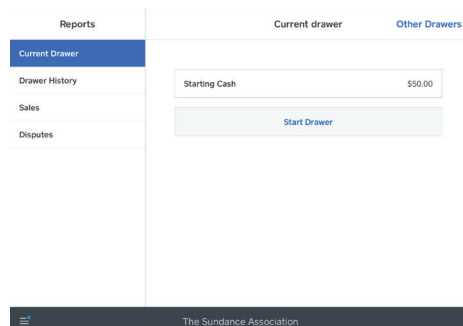 Reports
Current drawer
Other Drawers
Current Drawer
Drawer History
Sales
Disputes
Starting Cash $50.00
Start Drawer
The Sundance Association